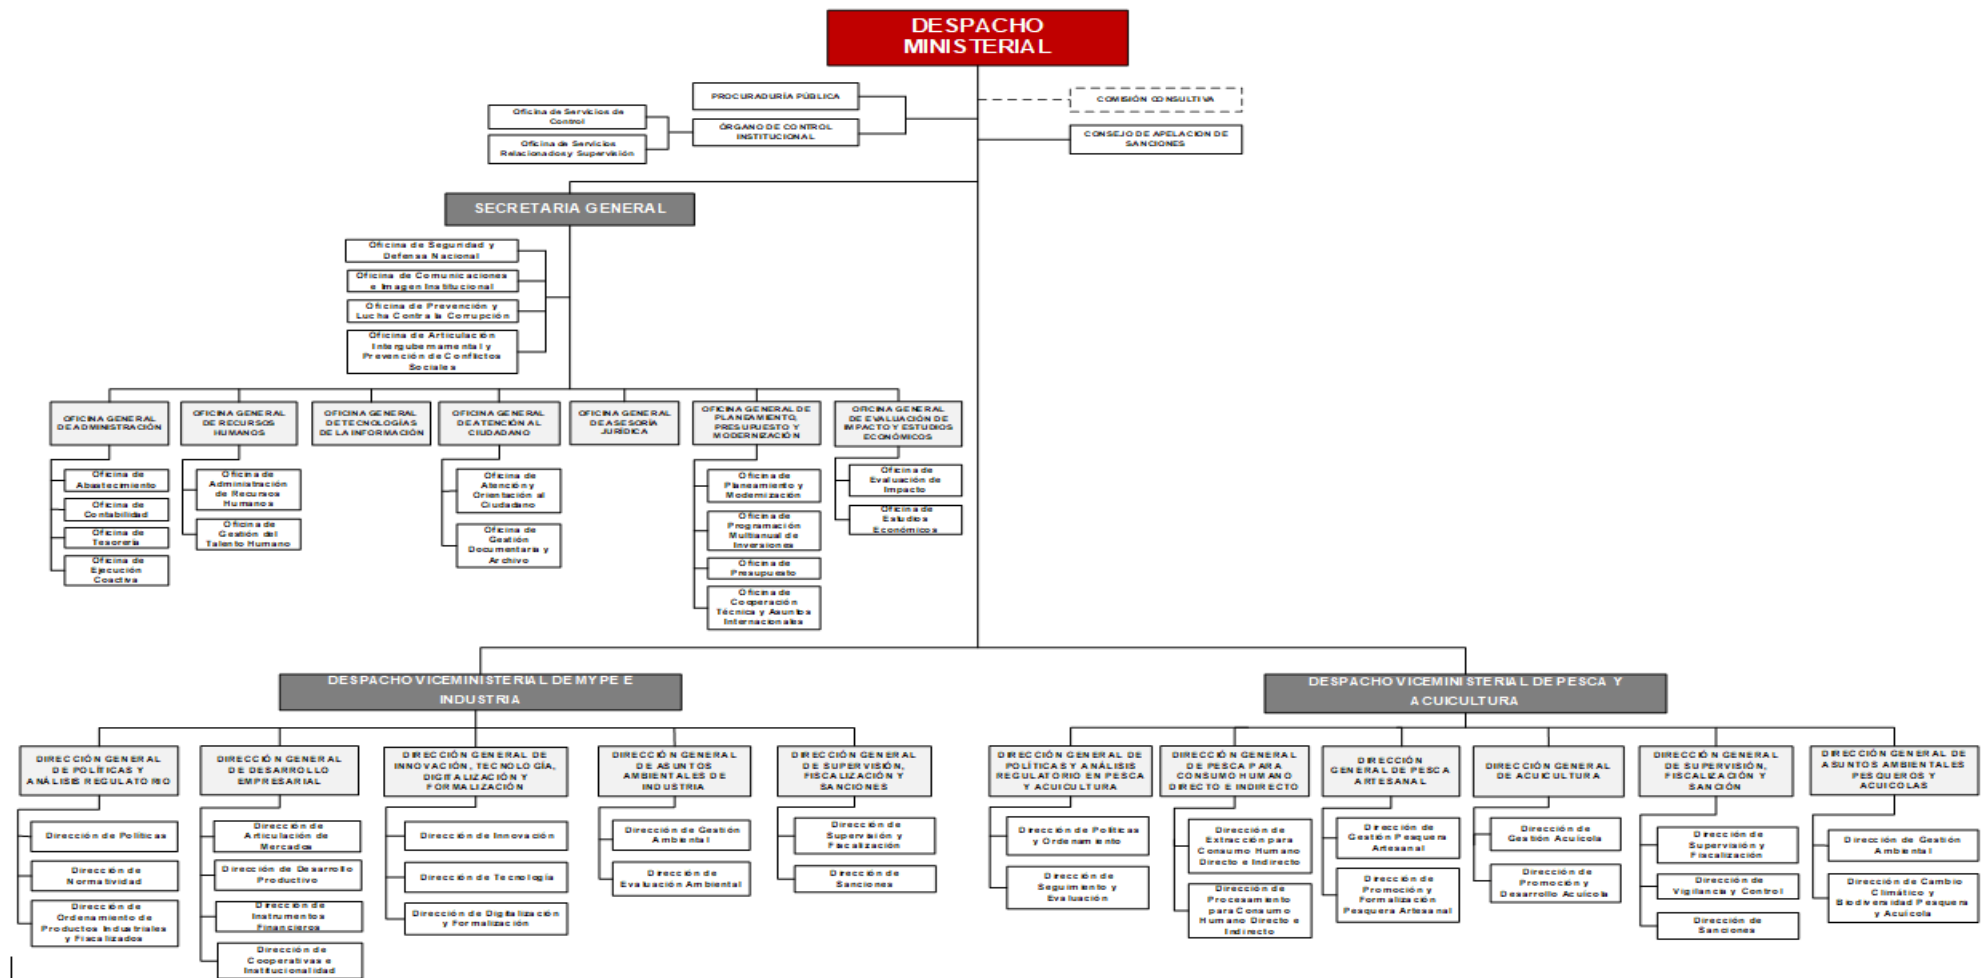 DESPACHO
MINISTERIAL
PROCURADURÍA PÚBLICA
COMISIÓN CONSULTIVA
Oficina de Servicios de
Control
ÓRGANO DE CONTROL
INSTITUCIONAL
CONSEJO DE APELACION DE
SANCIONES
Oficina de Servicios
Relacionados y Supervisión
SECRETARIA GENERAL
Oficina de Seguridad y
Defensa Nacional
Oficina de Comunicaciones
e Imagen Institucional
Oficina de Prevención y
Lucha Contra la Corrupción
Oficina de Articulación
Intergubernamental y
Prevención de Conflictos
Sociales
OFICINA GENERAL
DE ADMINISTRACIÓN
OFICINA GENERAL
DE RECURSOS
HUMANOS
OFICINA GENERAL
DE TECNOLOGÍAS
DE LA INFORMACIÓN
OFICINA GENERAL
DE ATENCIÓN AL
CIUDADANO
OFICINA GENERAL
DE ASESORÍA
JURÍDICA
OFICINA GENERAL DE
PLANEAMIENTO,
PRESUPUESTO Y
MODERNIZACIÓN
OFICINA GENERAL
DE EVALUACIÓN DE
IMPACTO Y ESTUDIOS
ECONÓMICOS
Oficina de
Abastecimiento
Oficina de
Contabilidad
Oficina de
Tesorería
Oficina de
Ejecución
Coactiva
Oficina de
Administración
de Recursos
Humanos
Oficina de
Gestión del
Talento Humano
Oficina de
Atención y
Orientación al
Ciudadano
Oficina de
Gestión
Documentaria y
Archivo
Oficina de
Planeamiento y
Modernización
Oficina de
Programación
Multianual de
Inversiones
Oficina de
Presupuesto
Oficina de
Cooperación
Técnica y Asuntos
Internacionales
Oficina de
Evaluación de
Impacto
Oficina de
Estudios
Económicos
DESPACHO VICEMINISTERIAL DE MYPE E
INDUSTRIA
DESPACHO VICEMINISTERIAL DE PESCA Y
ACUICULTURA
DIRECCIÓN GENERAL
DE POLÍTICAS Y
ANÁLISIS REGULATORIO
DIRECCIÓN GENERAL
DE DESARROLLO
EMPRESARIAL
DIRECCIÓN GENERAL DE
INNOVACIÓN, TECNOLOGÍA,
DIGITALIZACIÓN Y
FORMALIZACIÓN
DIRECCIÓN GENERAL
DE ASUNTOS
AMBIENTALES DE
INDUSTRIA
DIRECCIÓN GENERAL
DE SUPERVISIÓN,
FISCALIZACIÓN Y
SANCIONES
DIRECCIÓN GENERAL DE
POLÍTICAS Y ANÁLISIS
REGULATORIO EN PESCA
Y ACUICULTURA
DIRECCIÓN GENERAL
DE PESCA PARA
CONSUMO HUMANO
DIRECTO E INDIRECTO
DIRECCIÓN
GENERAL DE PESCA
ARTESANAL
DIRECCIÓN GENERAL
DE ACUICULTURA
DIRECCIÓN GENERAL
DE SUPERVISIÓN,
FISCALIZACIÓN Y
SANCIÓN
DIRECCIÓN GENERAL DE
ASUNTOS AMBIENTALES
PESQUEROS Y
ACUICOLAS
Dirección de Políticas
Dirección de
Normatividad
Dirección de
Ordenamiento de
Productos Industriales
y Fiscalizados
Dirección de
Articulación de
Mercados
Dirección de Desarrollo
Productivo
Dirección de
Instrumentos
Financieros
Dirección de
Cooperativas e
Institucionalidad
Dirección de Innovación
Dirección de Tecnología
Dirección de Digitalización
y Formalización
Dirección de Gestión
Ambiental
Dirección de
Evaluación Ambiental
Dirección de
Supervisión y
Fiscalización
Dirección de
Sanciones
Dirección de Políticas
y Ordenamiento
Dirección de
Seguimiento y
Evaluación
Dirección de
Extracción para
Consumo Humano
Directo e Indirecto
Dirección de
Procesamiento
para Consumo
Humano Directo e
Indirecto
Dirección de
Gestión Pesquera
Artesanal
Dirección de
Promoción y
Formalización
Pesquera Artesanal
Dirección de
Gestión Acuícola
Dirección de
Promoción y
Desarrollo Acuícola
Dirección de
Supervisión y
Fiscalización
Dirección de
Vigilancia y Control
Dirección de
Sanciones
Dirección de Gestión
Ambiental
Dirección de Cambio
Climático y
Biodiversidad Pesquera
y Acuícola